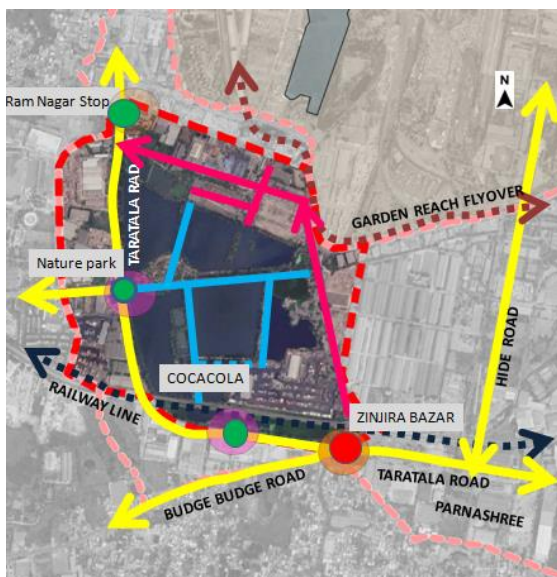 Ram Nagar Stop
N
TARATALA RAD
GARDEN REACH FLYOVER
Nature park
HIDE ROAD
COCACOLA
RAILWAY LINE
ZINJIRA BAZAR
BUDGE BUDGE ROAD
TARATALA ROAD
PARNASHREE